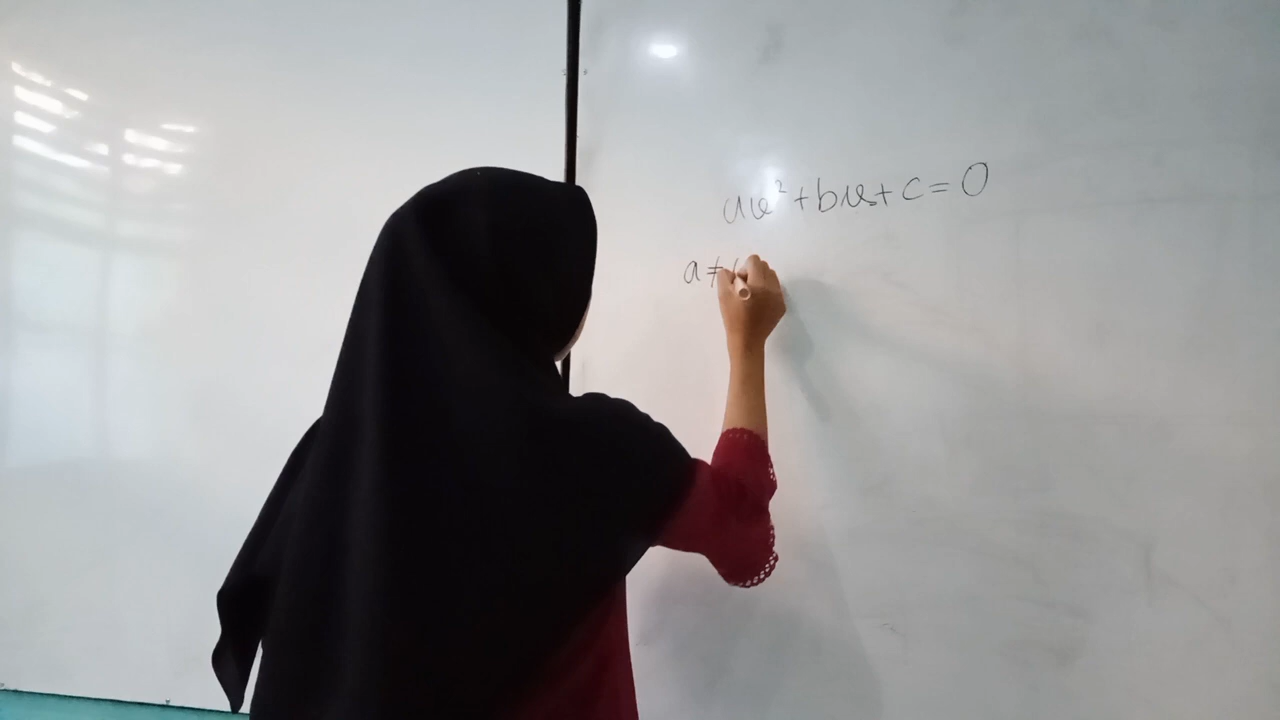 ax² + bx + c = 0
a ≠